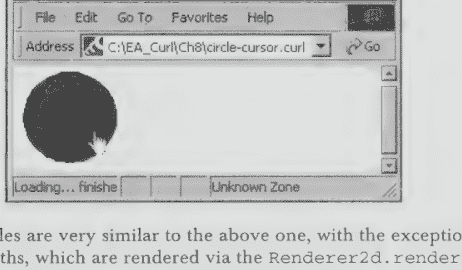 File Edit Go To Favorites Help
Address C:\EA_Curl\Ch8\circle-cursor.curl Go
Loading... finishe Unknown Zone
les are very similar to the above one, with the exceptio
ths, which are rendered via the Renderer2d.render